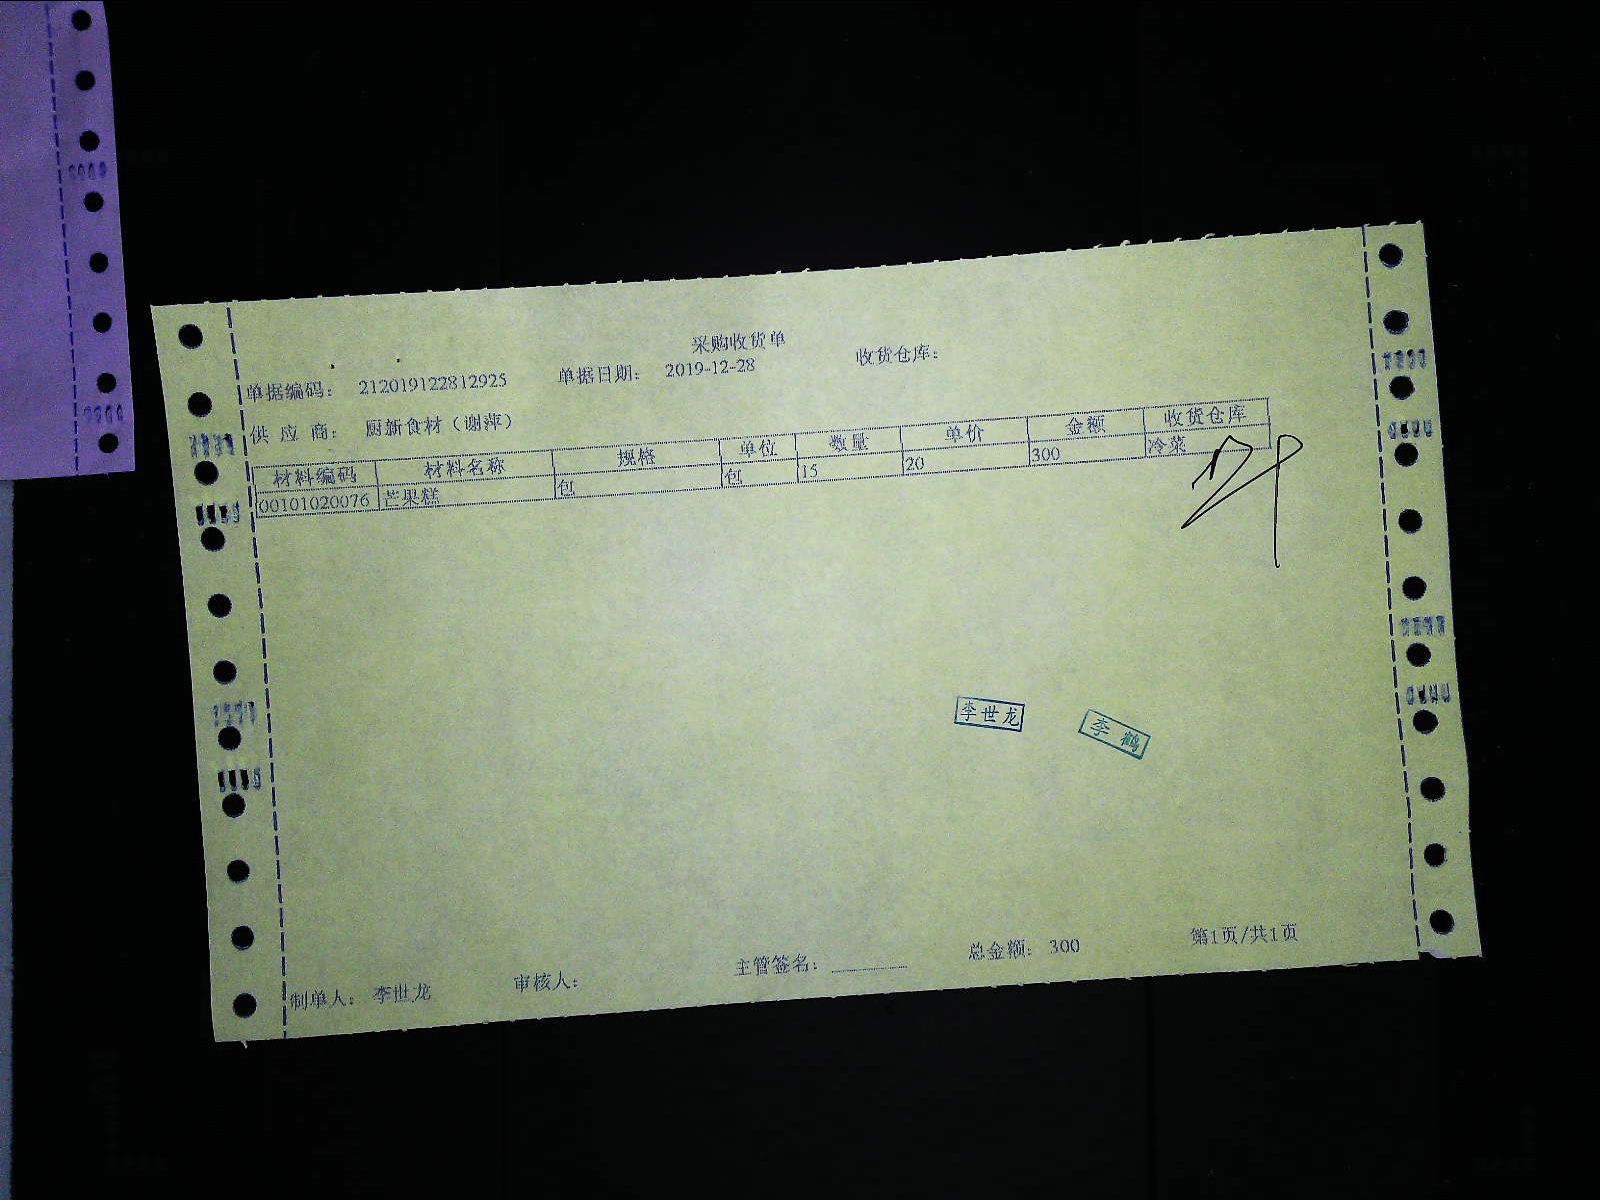 采购收货单
单据编码： 212019122812925 单据日期： 2019-12-28 收货仓库：
供 应 商： 厨新食材（谢萍）
材料编码 材料名称 规格 单位 数量 单价 金额 收货仓库
00101020076 芒果糕 包 包 15 20 300 冷菜
李世龙 李鹤
制单人： 李世龙 审核人： 主管签名： 总金额： 300 第1页/共1页